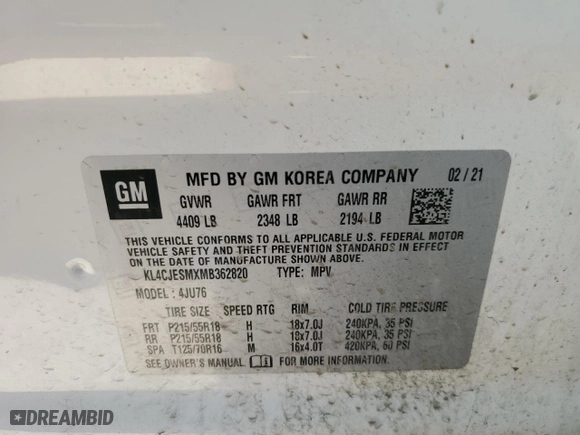 GM MFD BY GM KOREA COMPANY 02/21
GVWR GAWR FRT GAWR RR
4409 LB 2348 LB 2194 LB
THIS VEHICLE CONFORMS TO ALL APPLICABLE U.S. FEDERAL MOTOR
VEHICLE SAFETY AND THEFT PREVENTION STANDARDS IN EFFECT
ON THE DATE OF MANUFACTURE SHOWN ABOVE.
KL4CJESMXMB362820 TYPE: MPV
MODEL: 4JU76
TIRE SIZE SPEED RTG RIM COLD TIRE PRESSURE
FRT P215/55R18 H 18x7.0J 240KPA, 35 PSI
RR P215/55R18 H 18x7.0J 240KPA, 35 PSI
SPA T125/70R16 M 16x4.0T 420KPA, 60 PSI
SEE OWNER'S MANUAL FOR MORE INFORMATION.
DREAMBID